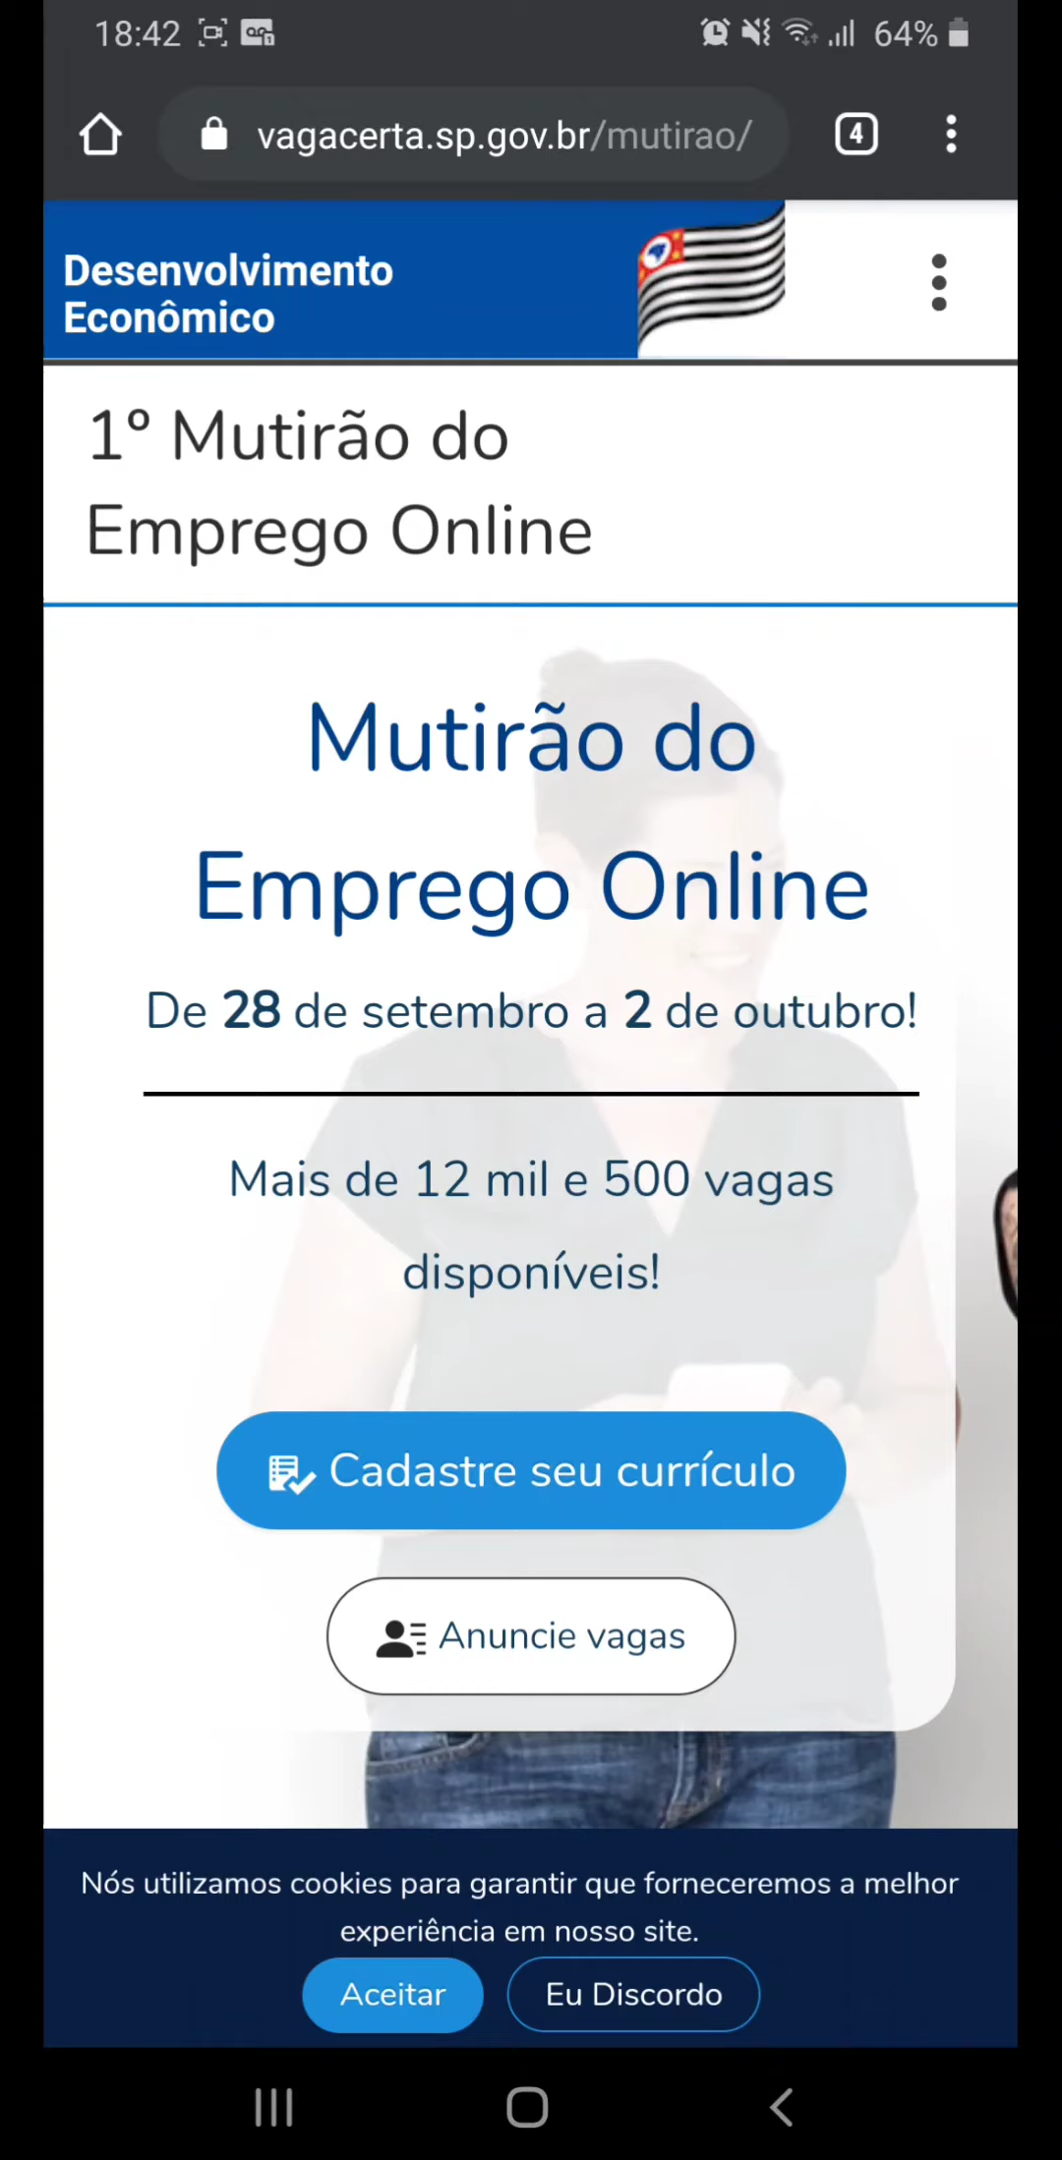 18:42
64%
vagacerta.sp.gov.br/mutirao/
4
Desenvolvimento
Econômico
1º Mutirão do
Emprego Online
Mutirão do
Emprego Online
De 28 de setembro a 2 de outubro!
Mais de 12 mil e 500 vagas
disponíveis!
Cadastre seu currículo
Anuncie vagas
Nós utilizamos cookies para garantir que forneceremos a melhor
experiência em nosso site.
Aceitar
Eu Discordo